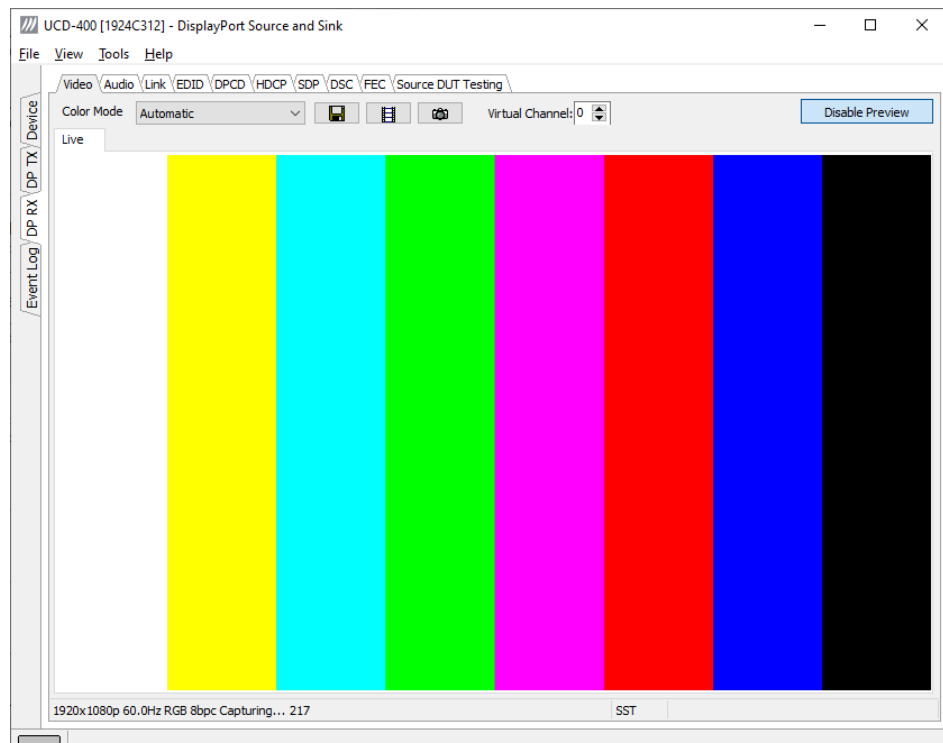 UCD-400 [1924C312] - DisplayPort Source and Sink
File View Tools Help
Video Audio Link EDID DPCD HDCP SDP DSC FEC Source DUT Testing
Color Mode Automatic Virtual Channel: 0 Disable Preview
Live
Device
DP TX
DP RX
Event Log
1920x1080p 60.0Hz RGB 8bpc Capturing... 217 SST